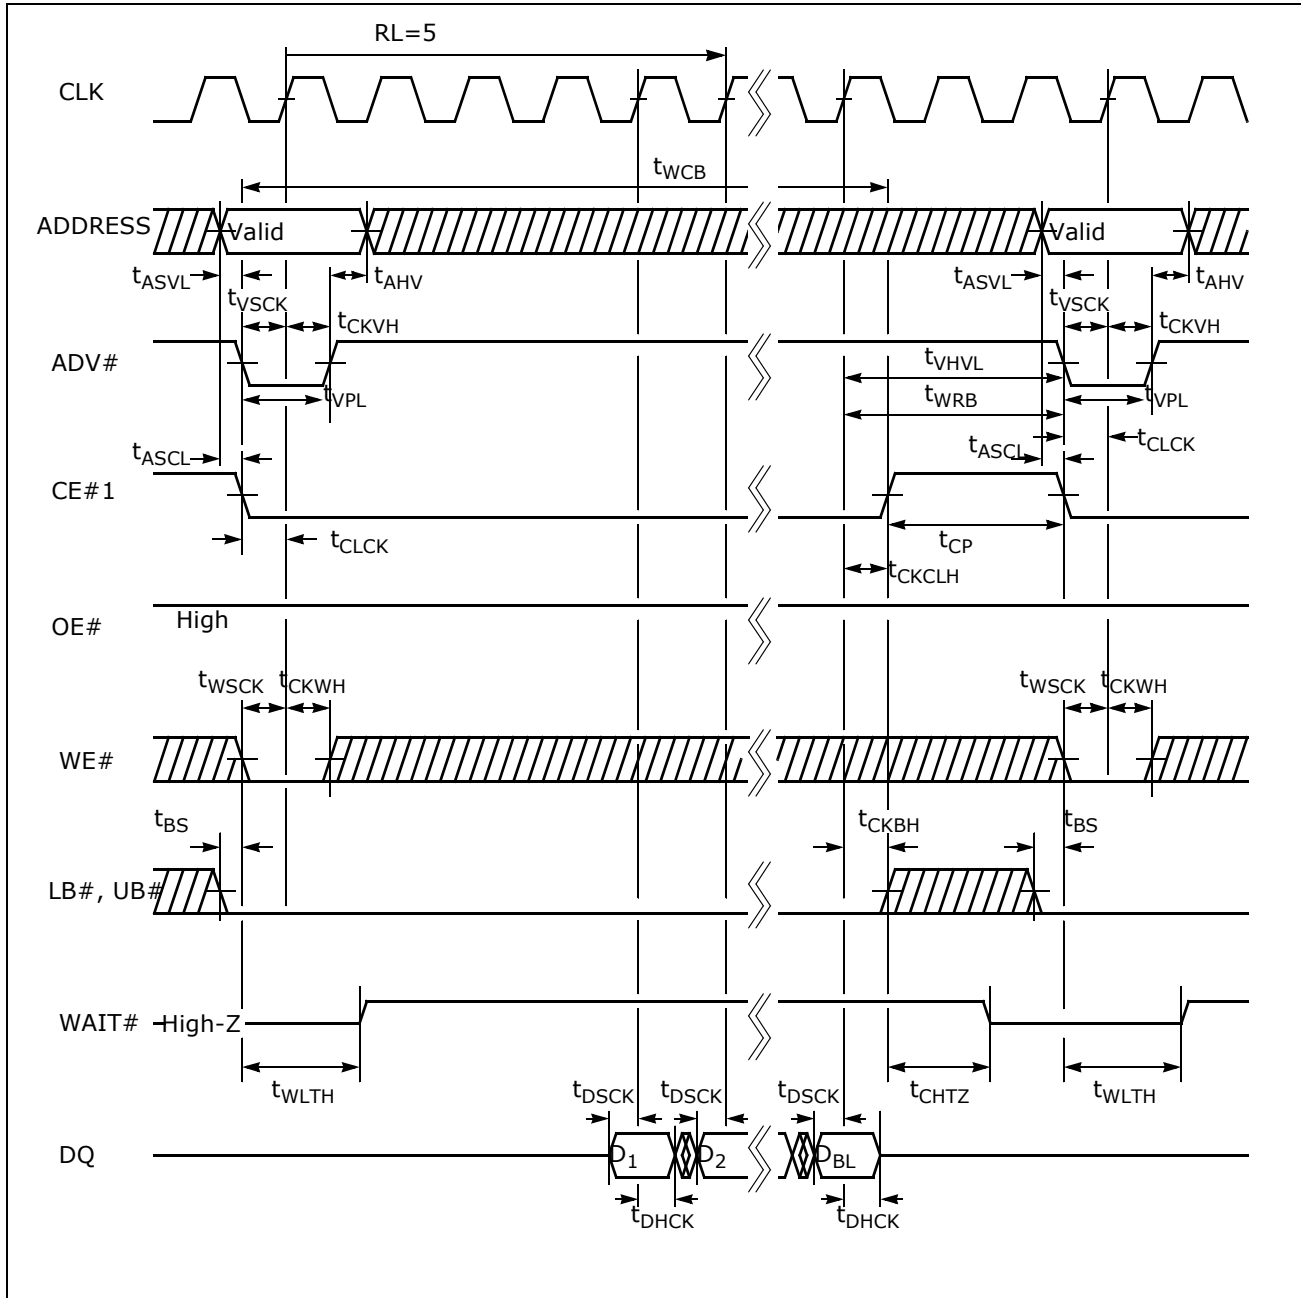 RL=5
CLK
tWCB
ADDRESS Valid Valid
tASVL tAHV tASVL tAHV
tVSCK tCKVH tVSCK tCKVH
ADV# tVHVL
tVPL tWRB tVPL
tASCL tASCL tCLCK
CE#1
tCLCK tCP
tCKCLH
OE# High
tWSCK tCKWH tWSCK tCKWH
WE#
tBS tCKBH tBS
LB#, UB#
WAIT# High-Z
tWLTH tCHTZ tWLTH
tDSCK tDSCK tDSCK
DQ D1 D2 DBL
tDHCK tDHCK